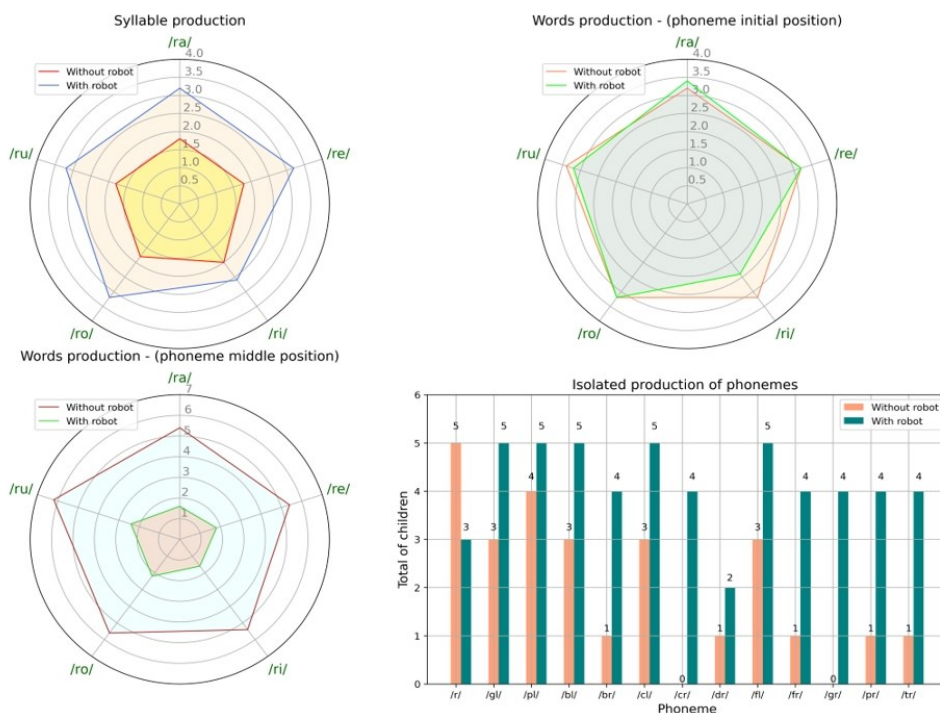 Syllable production
/ra/
4.0
3.5
3.0
2.5
2.0
1.5
1.0
0.5
Without robot
With robot
/ru/
/re/
/ro/
/ri/
Words production - (phoneme initial position)
/ra/
4.0
3.5
3.0
2.5
2.0
1.5
1.0
0.5
Without robot
With robot
/ru/
/re/
/ro/
/ri/
Words production - (phoneme middle position)
/ra/
7
6
5
4
3
2
1
Without robot
With robot
/ru/
/re/
/ro/
/ri/
Isolated production of phonemes
Without robot
With robot
Total of children
6
5
4
3
2
1
0
5 3 3 5 4 5 3 5 1 4 3 5 0 4 1 2 3 5 1 4 0 4 1 4 1 4
/r/ /gl/ /pl/ /bl/ /br/ /cl/ /cr/ /dr/ /fl/ /fr/ /gr/ /pr/ /tr/
Phoneme